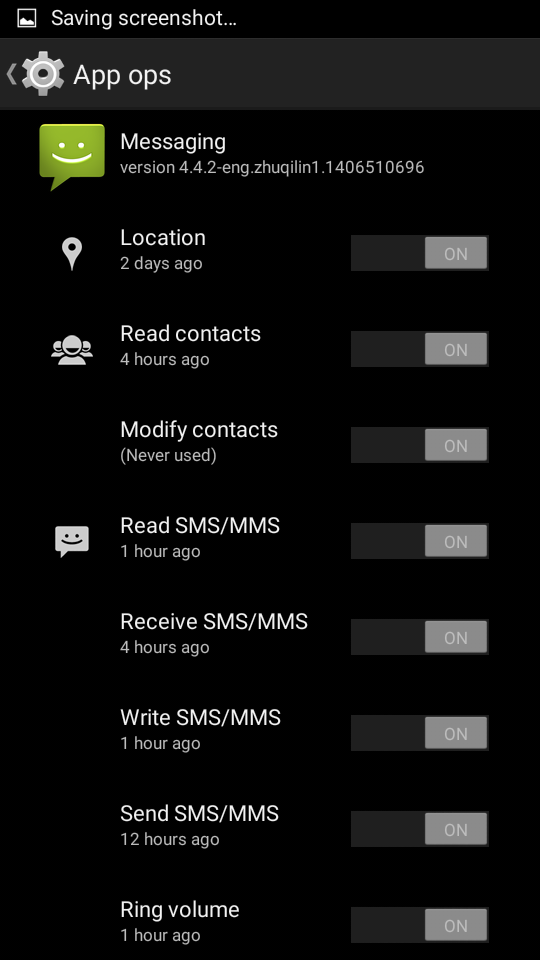 Saving screenshot...
App ops
Messaging
version 4.4.2-eng.zhuqilin1.1406510696
Location
2 days ago
ON
Read contacts
4 hours ago
ON
Modify contacts
(Never used)
ON
Read SMS/MMS
1 hour ago
ON
Receive SMS/MMS
4 hours ago
ON
Write SMS/MMS
1 hour ago
ON
Send SMS/MMS
12 hours ago
ON
Ring volume
1 hour ago
ON